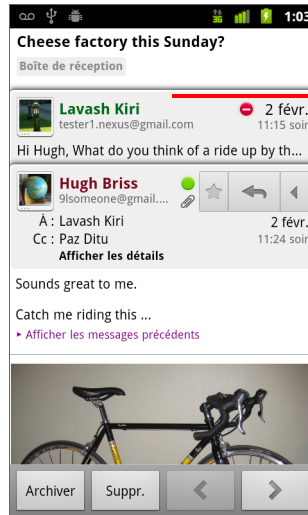 3G
1:03
Cheese factory this Sunday?
Boîte de réception
Lavash Kiri
2 févr.
tester1.nexus@gmail.com
11:15 soir
Hi Hugh, What do you think of a ride up by th...
Hugh Briss
9lsomeone@gmail....
À : Lavash Kiri
2 févr.
Cc : Paz Ditu
11:24 soir
Afficher les détails
Sounds great to me.
Catch me riding this ...
▸ Afficher les messages précédents
Archiver
Suppr.